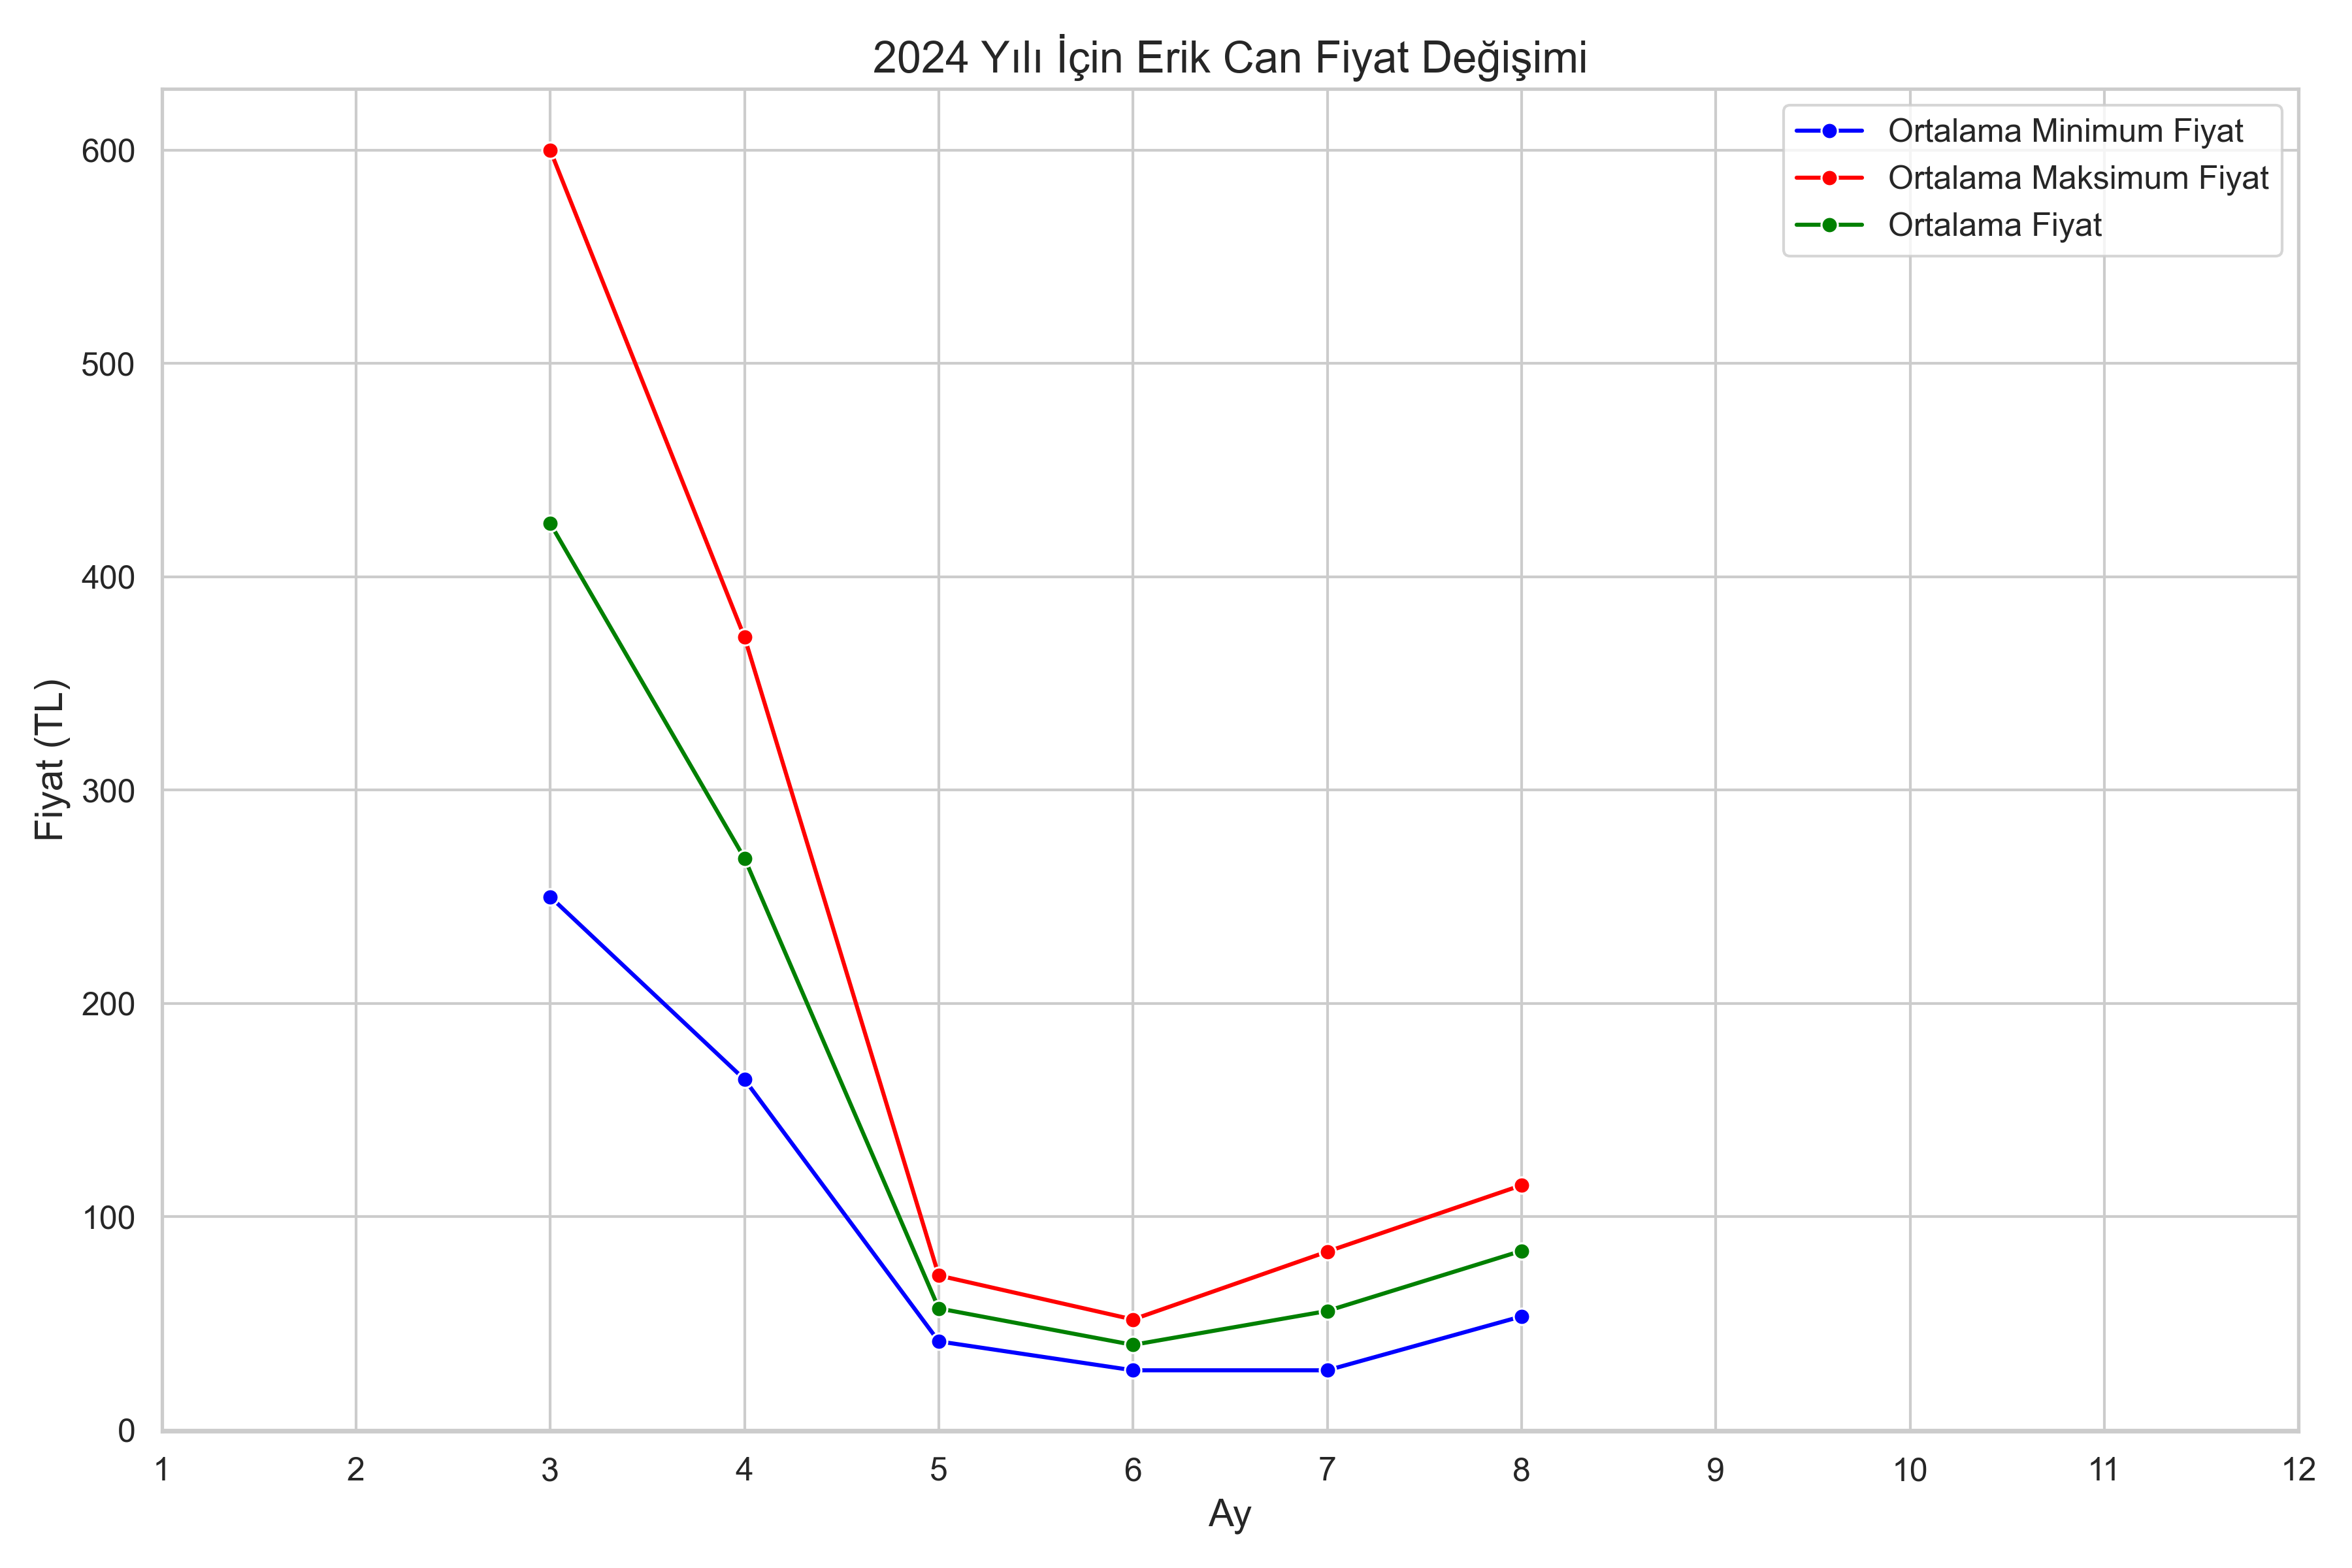 2024 Yılı İçin Erik Can Fiyat Değişimi
Ortalama Minimum Fiyat
Ortalama Maksimum Fiyat
Ortalama Fiyat
Fiyat (TL)
600
500
400
300
200
100
0
1 2 3 4 5 6 7 8 9 10 11 12
Ay